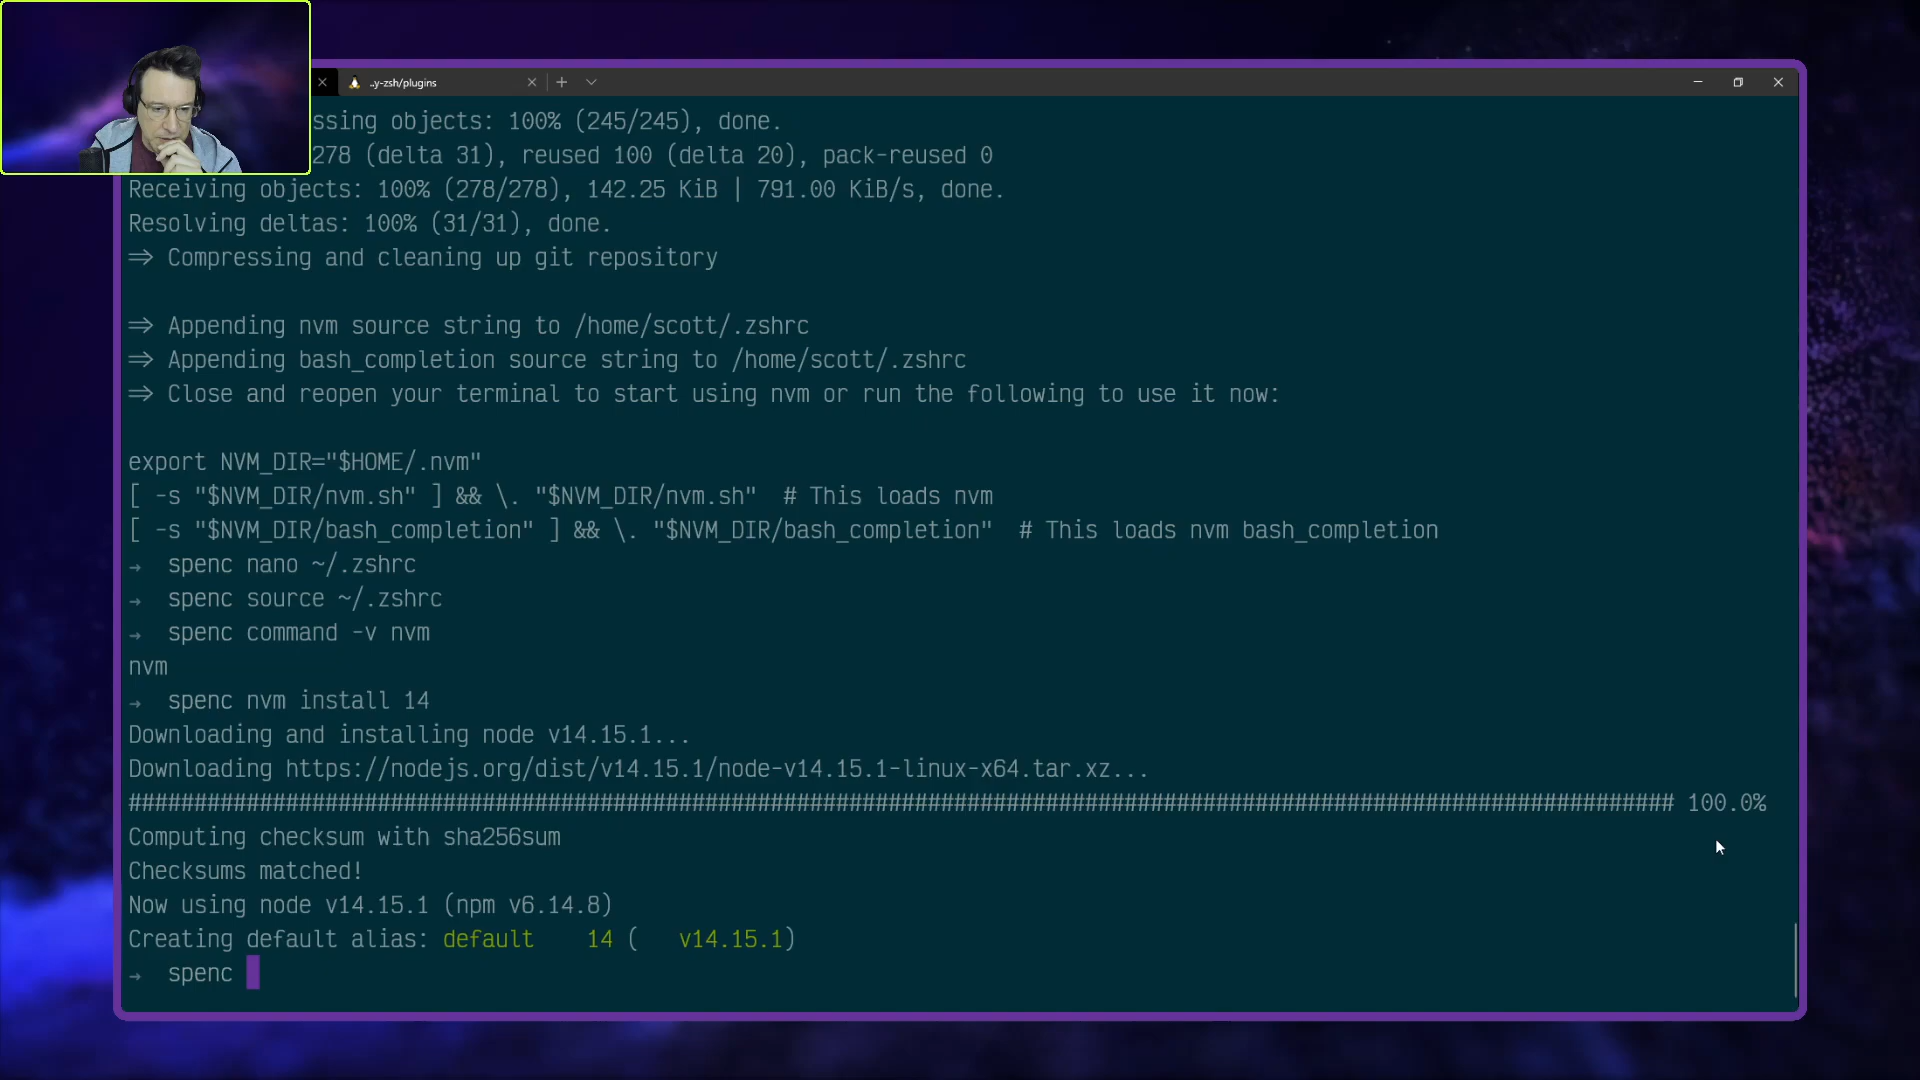 ..y-zsh/plugins
ssing objects: 100% (245/245), done.
278 (delta 31), reused 100 (delta 20), pack-reused 0
Receiving objects: 100% (278/278), 142.25 KiB | 791.00 KiB/s, done.
Resolving deltas: 100% (31/31), done.
=> Compressing and cleaning up git repository
=> Appending nvm source string to /home/scott/.zshrc
=> Appending bash_completion source string to /home/scott/.zshrc
=> Close and reopen your terminal to start using nvm or run the following to use it now:
export NVM_DIR="$HOME/.nvm"
[ -s "$NVM_DIR/nvm.sh" ] && \. "$NVM_DIR/nvm.sh"  # This loads nvm
[ -s "$NVM_DIR/bash_completion" ] && \. "$NVM_DIR/bash_completion"  # This loads nvm bash_completion
→  spenc nano ~/.zshrc
→  spenc source ~/.zshrc
→  spenc command -v nvm
nvm
→  spenc nvm install 14
Downloading and installing node v14.15.1...
Downloading https://nodejs.org/dist/v14.15.1/node-v14.15.1-linux-x64.tar.xz...
###################################################################################################################### 100.0%
Computing checksum with sha256sum
Checksums matched!
Now using node v14.15.1 (npm v6.14.8)
Creating default alias: default    14 (   v14.15.1)
→  spenc